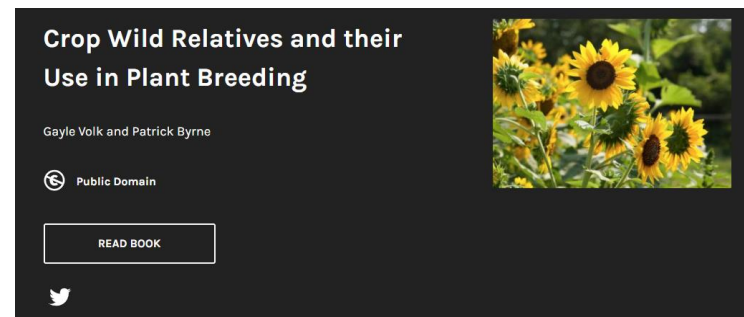 Crop Wild Relatives and their
Use in Plant Breeding
Gayle Volk and Patrick Byrne
Public Domain
READ BOOK